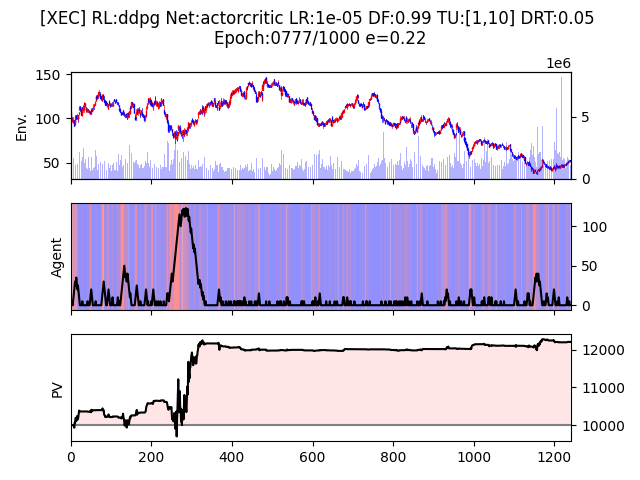 [XEC] RL:ddpg Net:actorcritic LR:1e-05 DF:0.99 TU:[1,10] DRT:0.05
Epoch:0777/1000 e=0.22
1e6
150
100
50
Env.
5
0
Agent
100
50
0
PV
12000
11000
10000
0 200 400 600 800 1000 1200